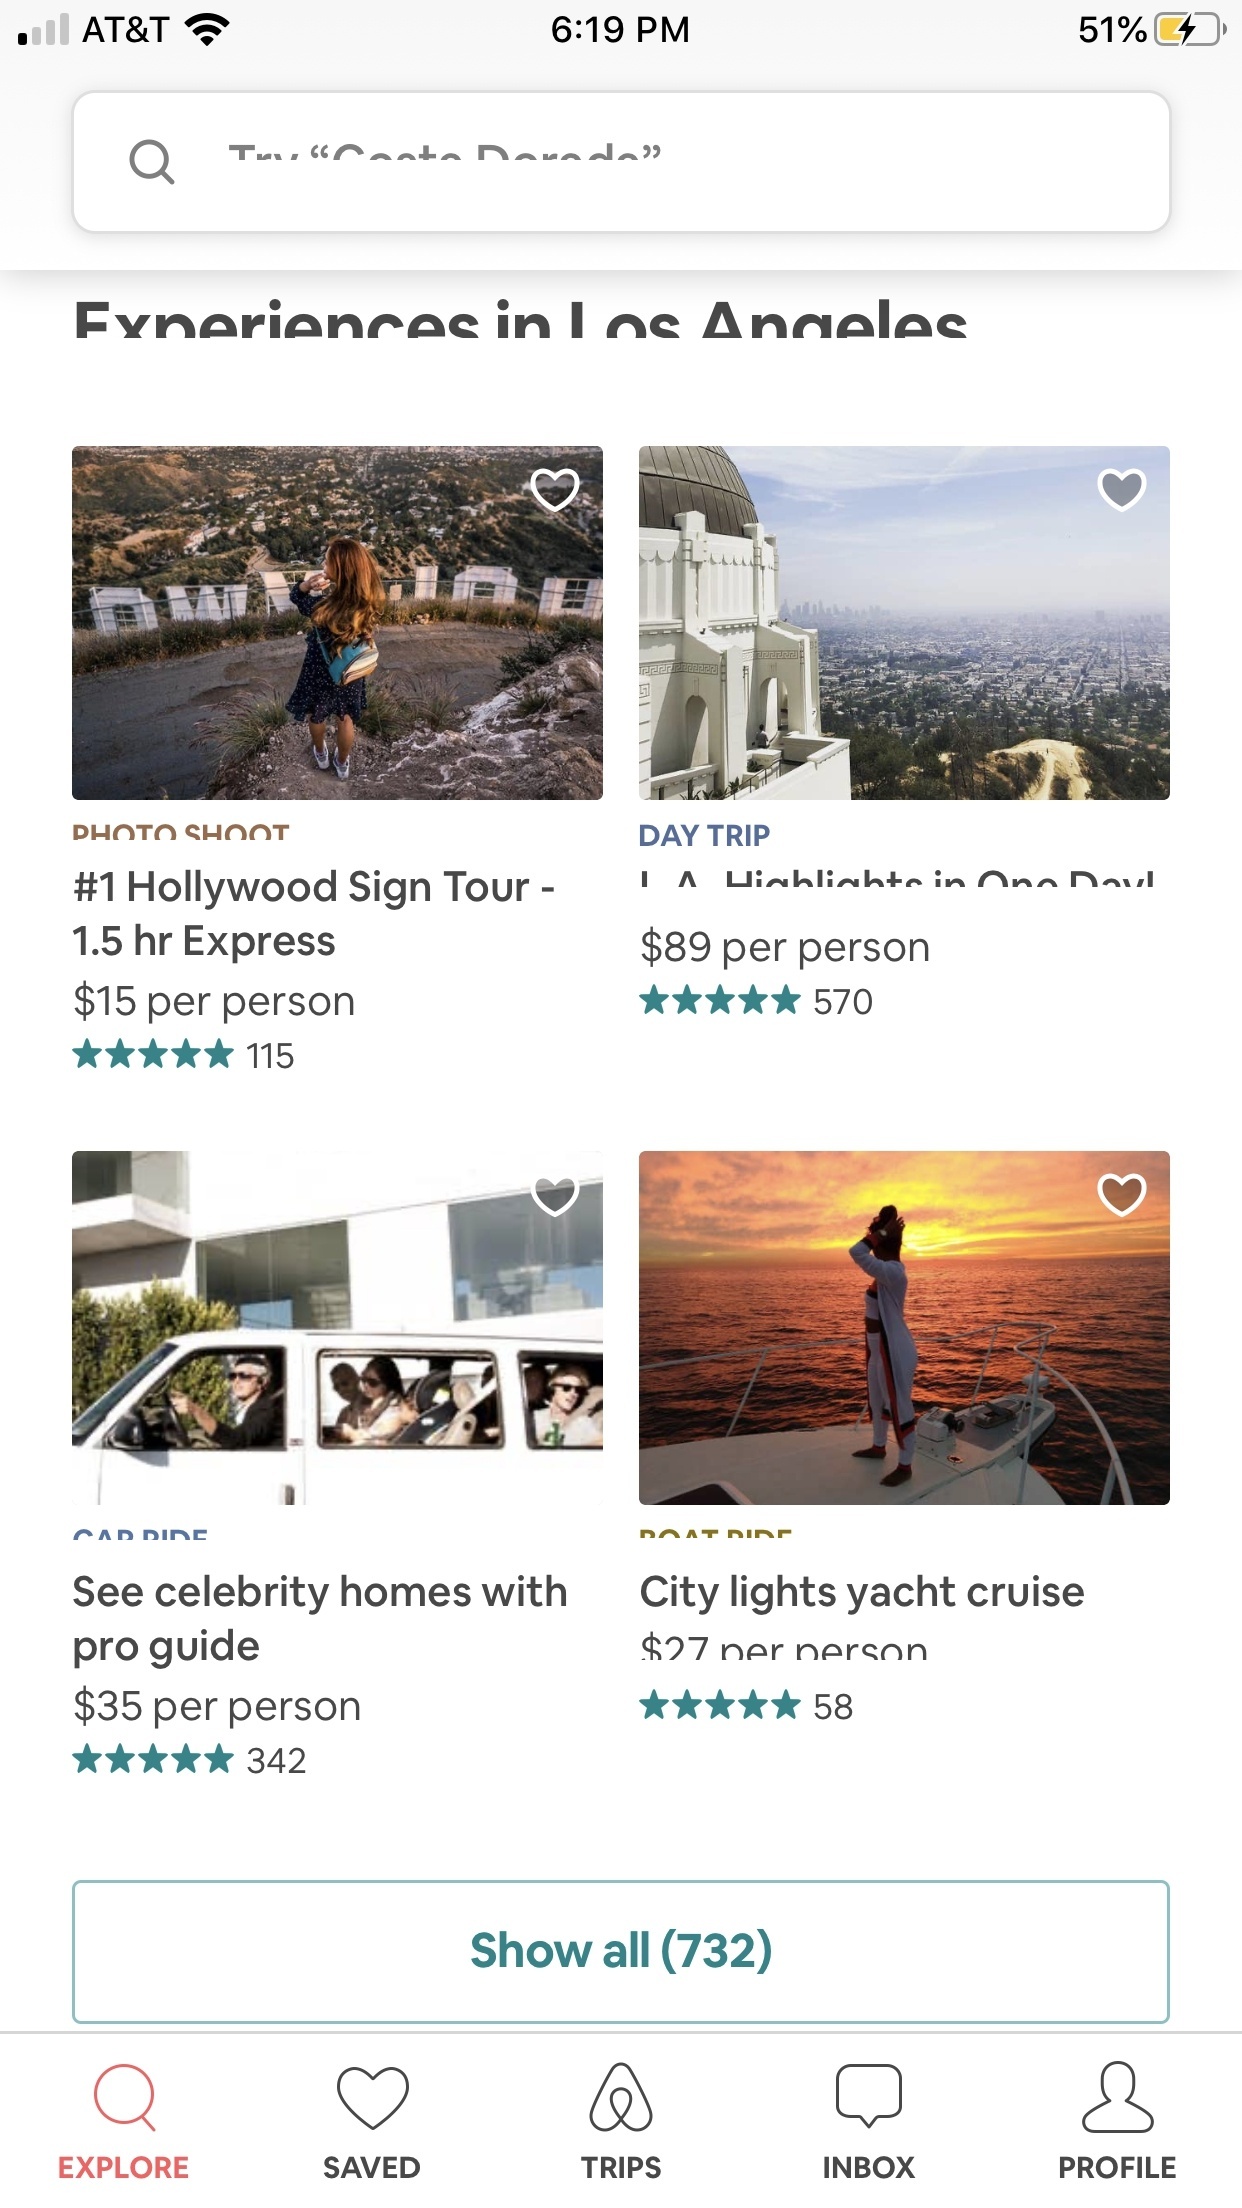 AT&T 6:19 PM 51%
Try “Costa Dorada”
Experiences in Los Angeles
PHOTO SHOOT
#1 Hollywood Sign Tour -
1.5 hr Express
$15 per person
115
DAY TRIP
L.A. Highlights in One Day!
$89 per person
570
CAR RIDE
See celebrity homes with
pro guide
$35 per person
342
BOAT RIDE
City lights yacht cruise
$27 per person
58
Show all (732)
EXPLORE SAVED TRIPS INBOX PROFILE